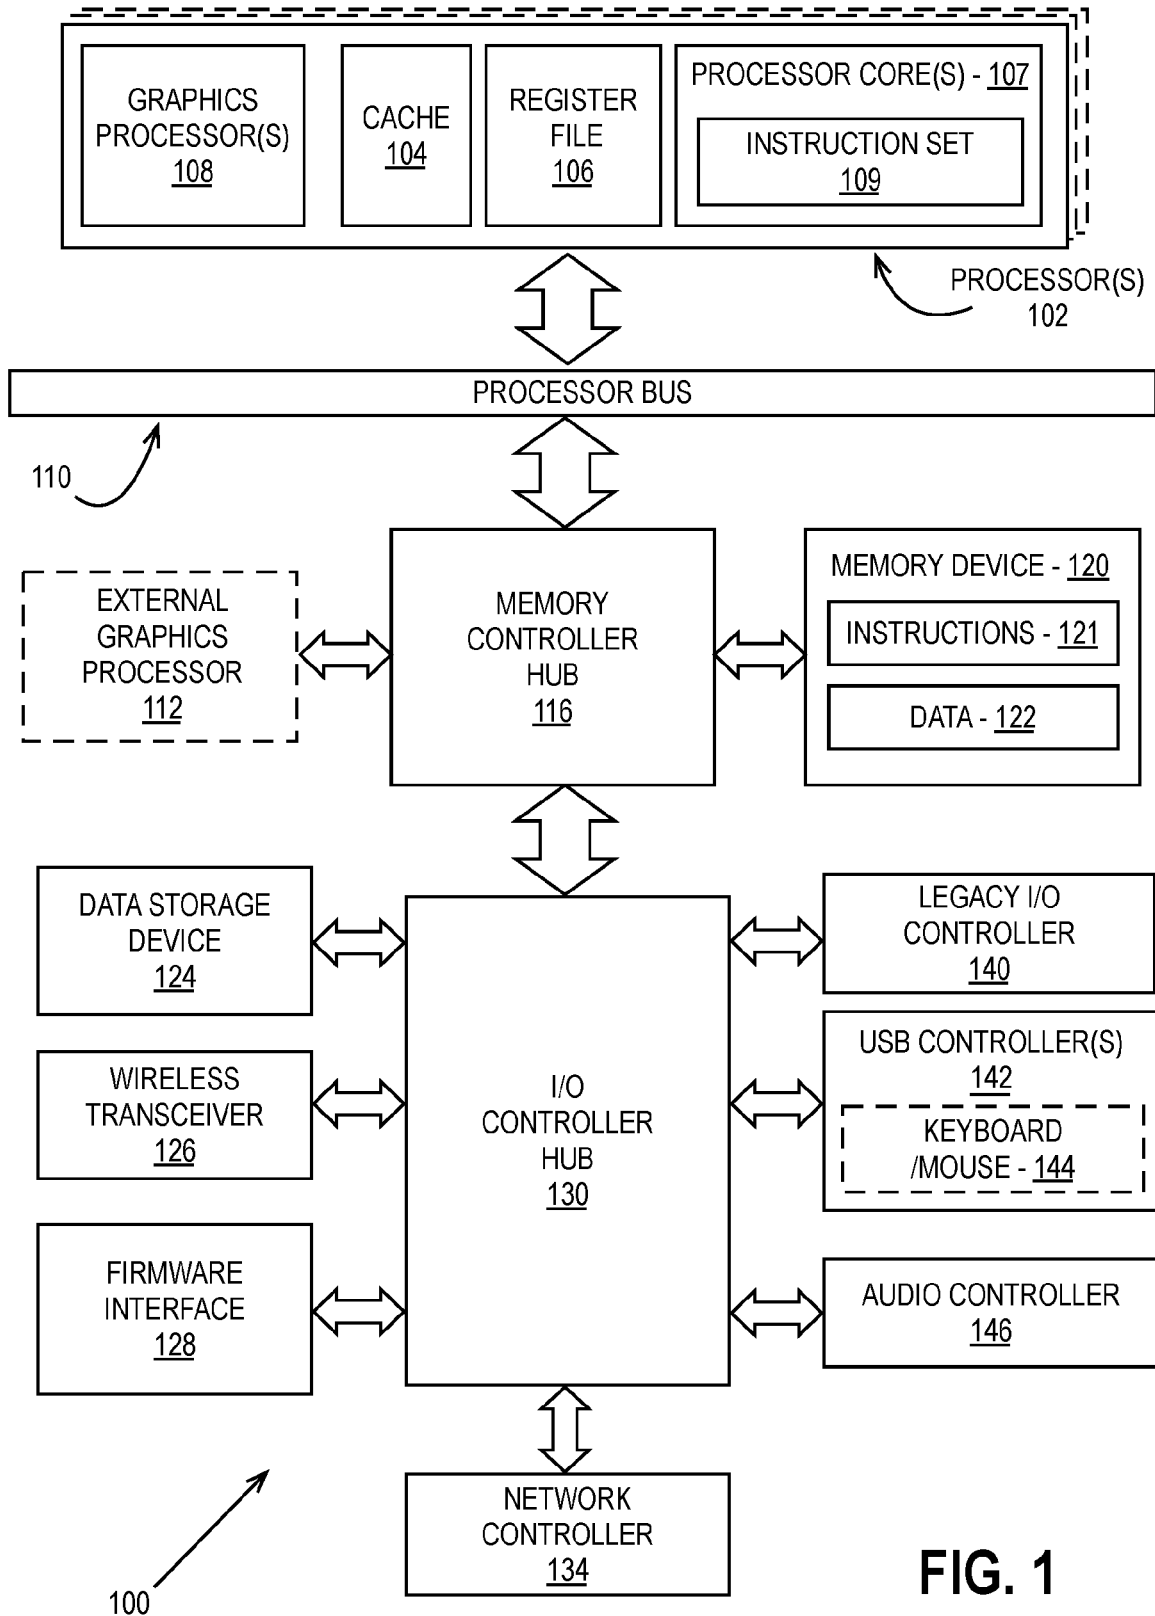 GRAPHICS
PROCESSOR(S)
108
CACHE
104
REGISTER
FILE
106
PROCESSOR CORE(S) - 107
INSTRUCTION SET
109
PROCESSOR(S)
102
PROCESSOR BUS
110
EXTERNAL
GRAPHICS
PROCESSOR
112
MEMORY
CONTROLLER
HUB
116
MEMORY DEVICE - 120
INSTRUCTIONS - 121
DATA - 122
DATA STORAGE
DEVICE
124
WIRELESS
TRANSCEIVER
126
FIRMWARE
INTERFACE
128
I/O
CONTROLLER
HUB
130
LEGACY I/O
CONTROLLER
140
USB CONTROLLER(S)
142
KEYBOARD
/MOUSE - 144
AUDIO CONTROLLER
146
NETWORK
CONTROLLER
134
100
FIG. 1